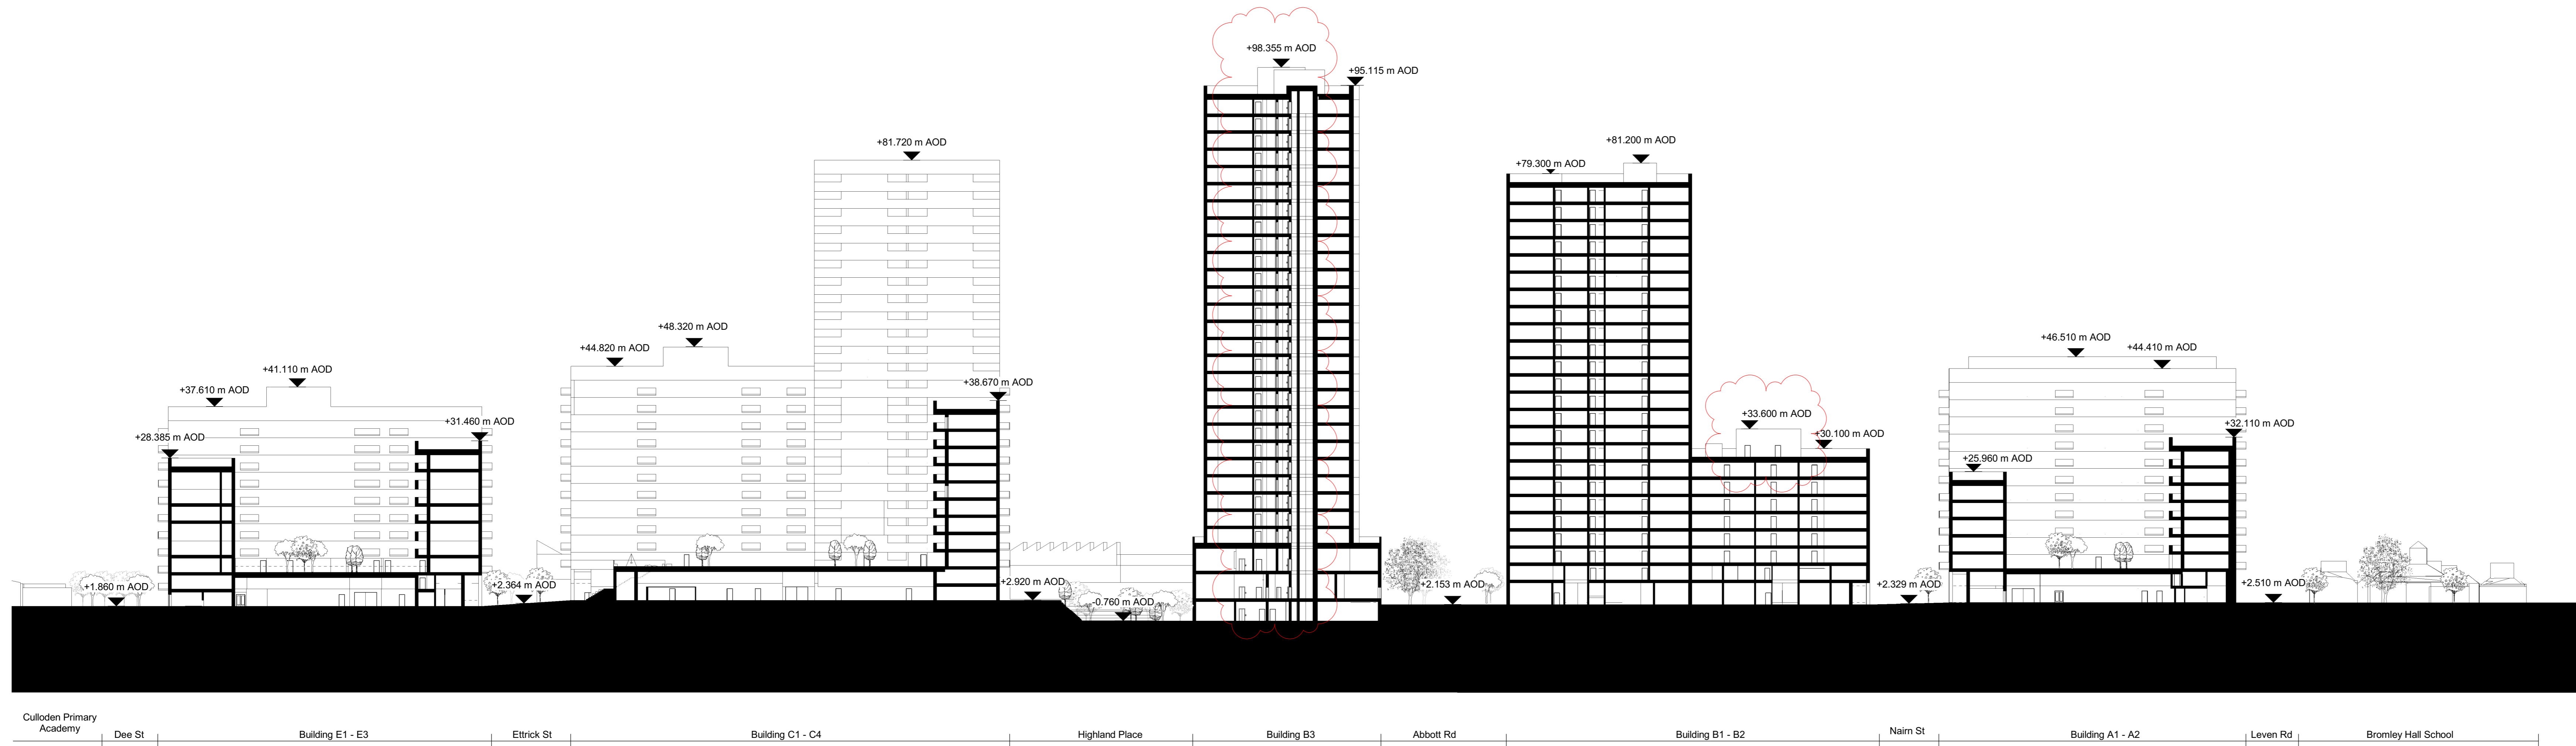 +98.355 m AOD
+95.115 m AOD
+81.720 m AOD
+81.200 m AOD
+79.300 m AOD
+48.320 m AOD
+44.820 m AOD
+46.510 m AOD
+44.410 m AOD
+41.110 m AOD
+37.610 m AOD
+38.670 m AOD
+33.600 m AOD
+30.100 m AOD
+31.460 m AOD
+32.110 m AOD
+28.385 m AOD
+25.960 m AOD
+1.860 m AOD
+2.364 m AOD
+2.920 m AOD
-0.760 m AOD
+2.153 m AOD
+2.329 m AOD
+2.510 m AOD
Culloden Primary
Academy
Dee St
Building E1 - E3
Ettrick St
Building C1 - C4
Highland Place
Building B3
Abbott Rd
Building B1 - B2
Nairn St
Building A1 - A2
Leven Rd
Bromley Hall School